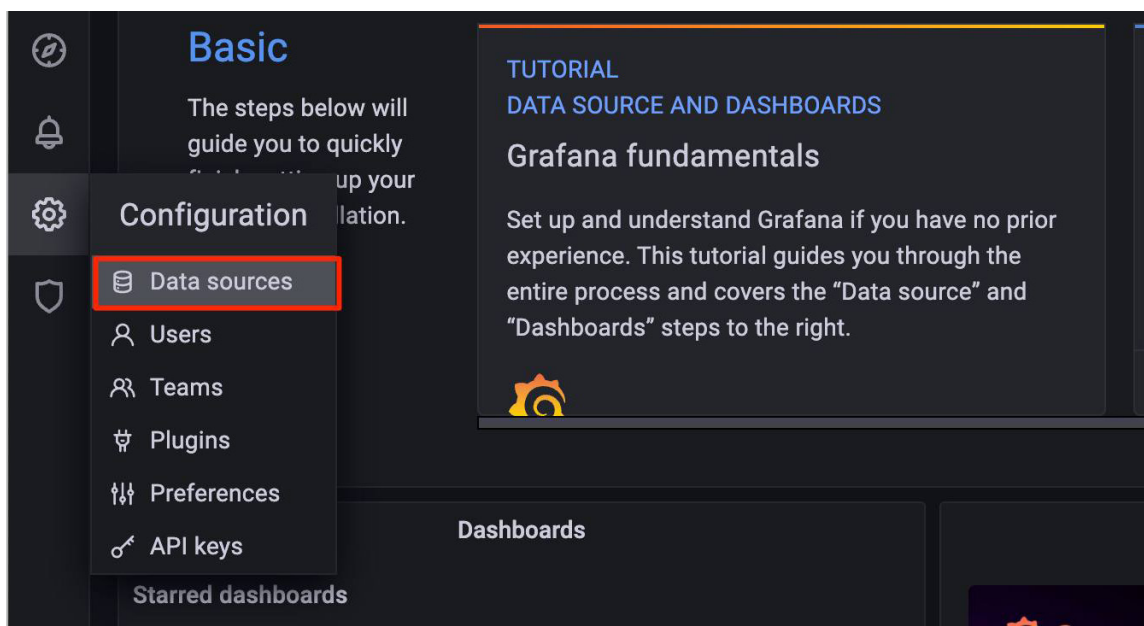 Basic
The steps below will
guide you to quickly
up your
lation.
TUTORIAL
DATA SOURCE AND DASHBOARDS
Grafana fundamentals
Set up and understand Grafana if you have no prior
experience. This tutorial guides you through the
entire process and covers the “Data source” and
“Dashboards” steps to the right.
Configuration
Data sources
Users
Teams
Plugins
Preferences
API keys
Dashboards
Starred dashboards